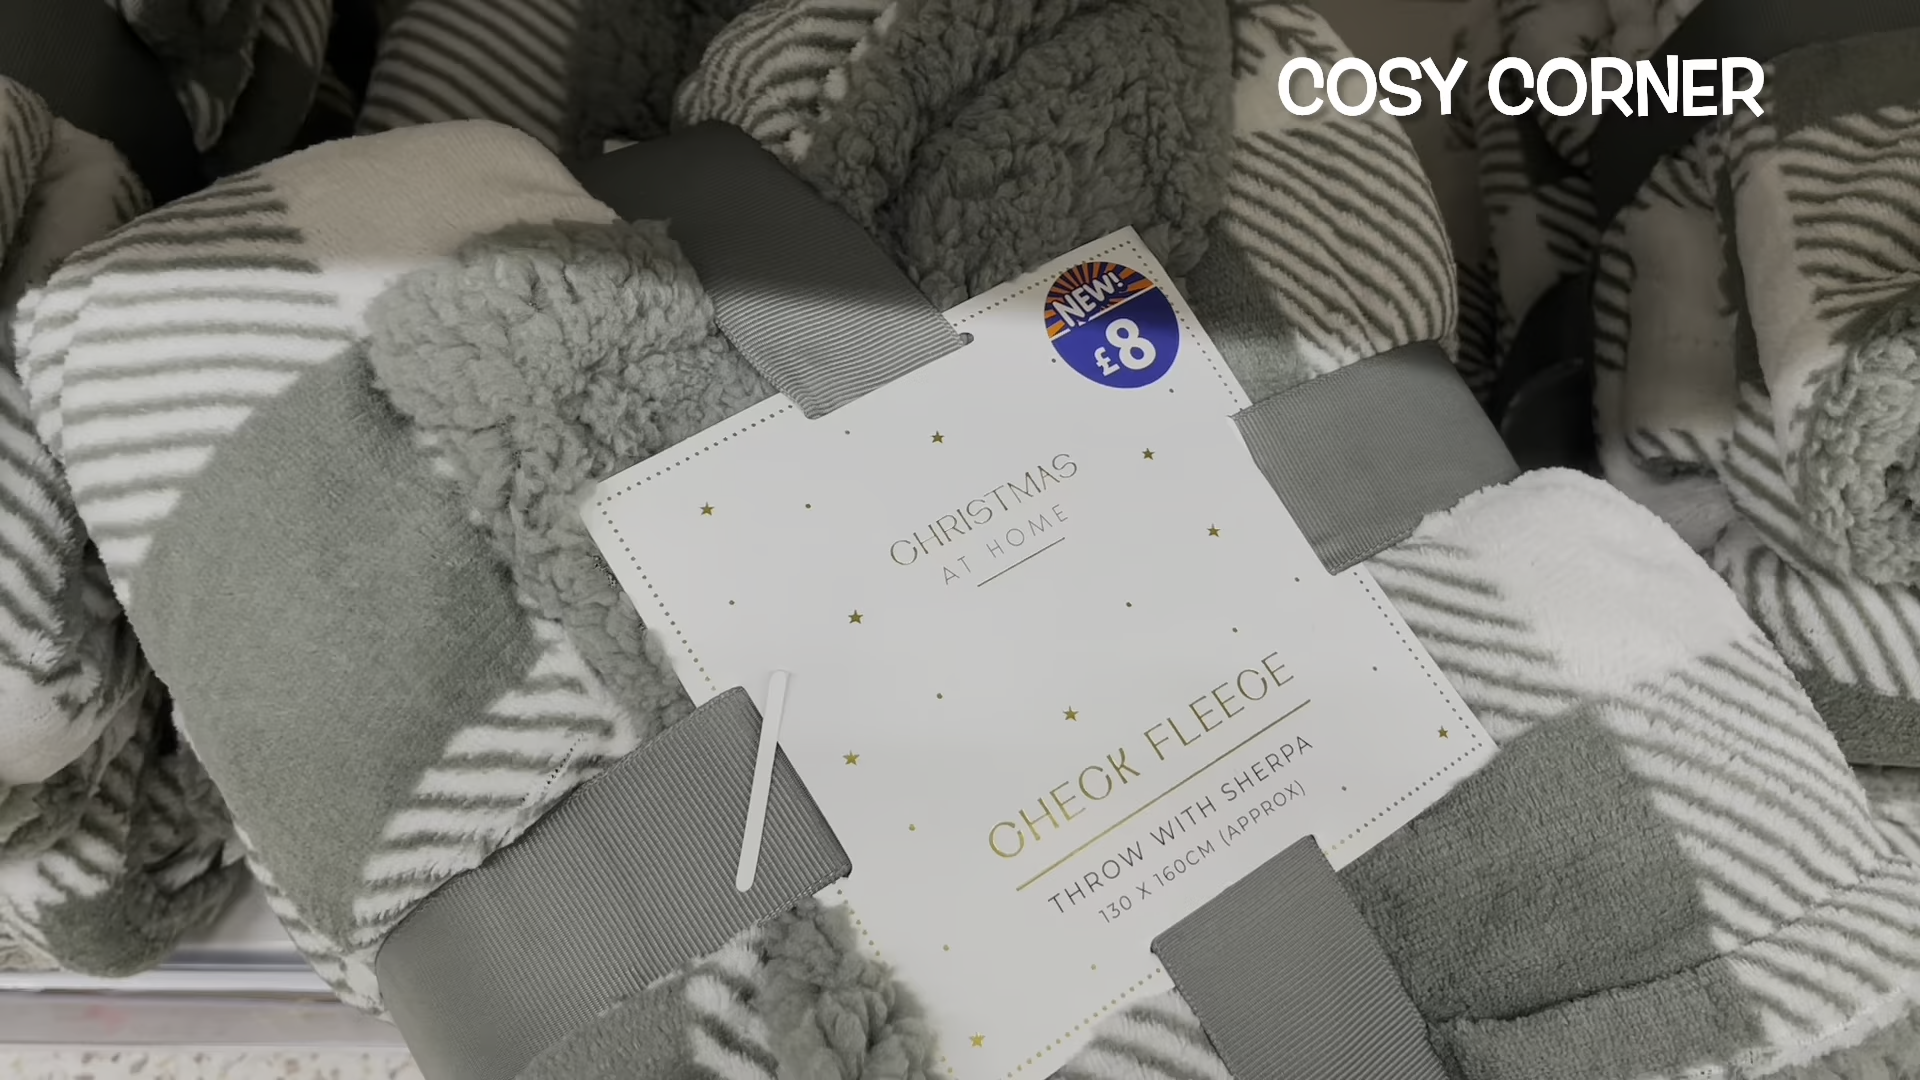 COSY CORNER
NEW!
£8
CHRISTMAS
AT HOME
CHECK FLEECE
THROW WITH SHERPA
130 X 160CM (APPROX)